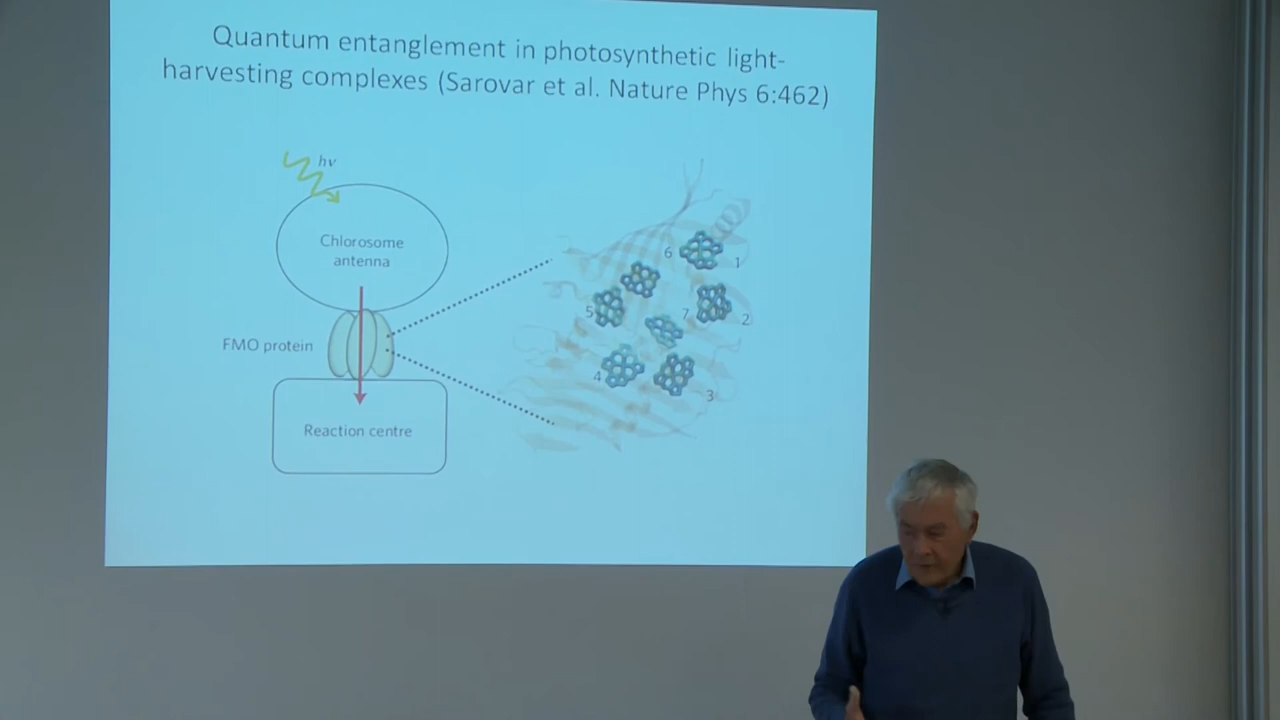 Quantum entanglement in photosynthetic light-
harvesting complexes (Sarovar et al. Nature Phys 6:462)
hν
Chlorosome
antenna
FMO protein
Reaction centre
6
1
5
7
2
4
3